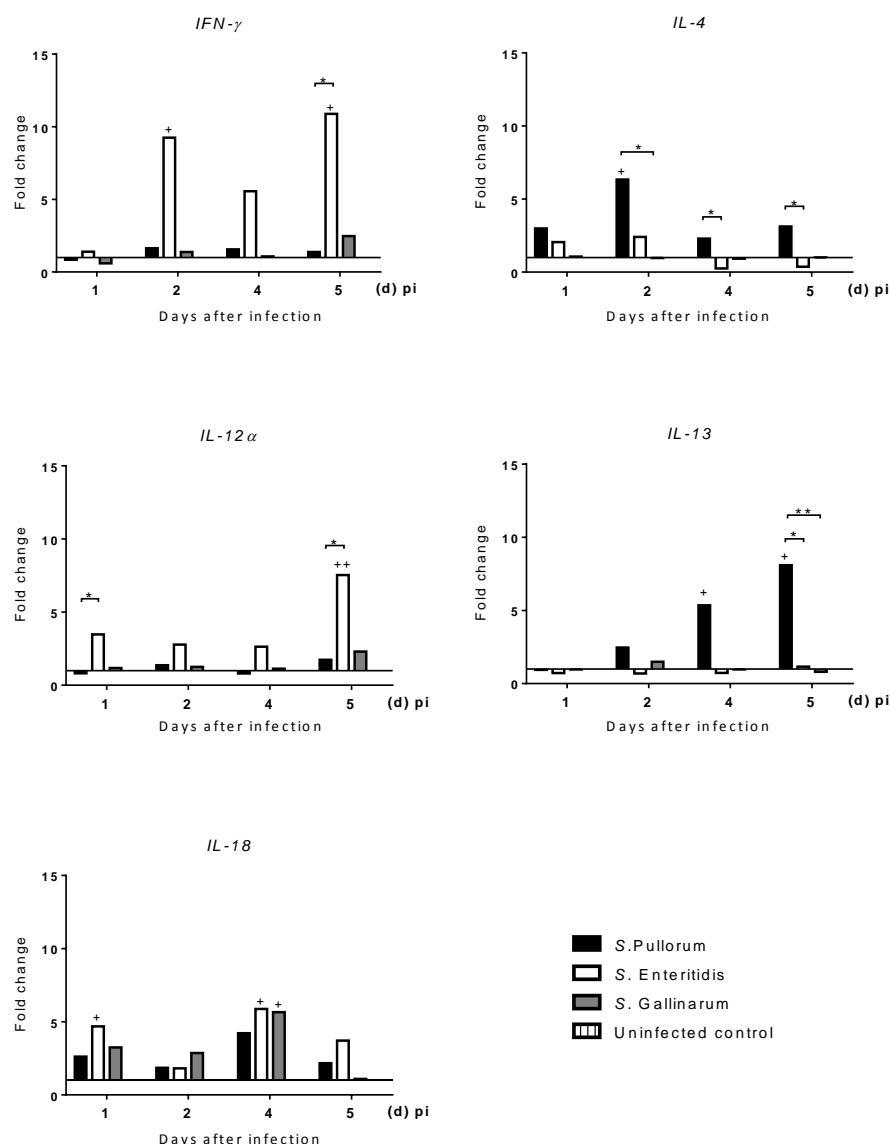 IFN-γ
15
10
5
0
Fold change
+
*
+
1 2 4 5 (d) pi
Days after infection
IL-4
15
10
5
0
Fold change
+
*
*
*
1 2 4 5 (d) pi
Days after infection
IL-12α
15
10
5
0
Fold change
*
*
++
1 2 4 5 (d) pi
Days after infection
IL-13
15
10
5
0
Fold change
+
**
*
+
1 2 4 5 (d) pi
Days after infection
IL-18
15
10
5
0
Fold change
+
+ +
1 2 4 5 (d) pi
Days after infection
S.Pullorum
S. Enteritidis
S. Gallinarum
Uninfected control